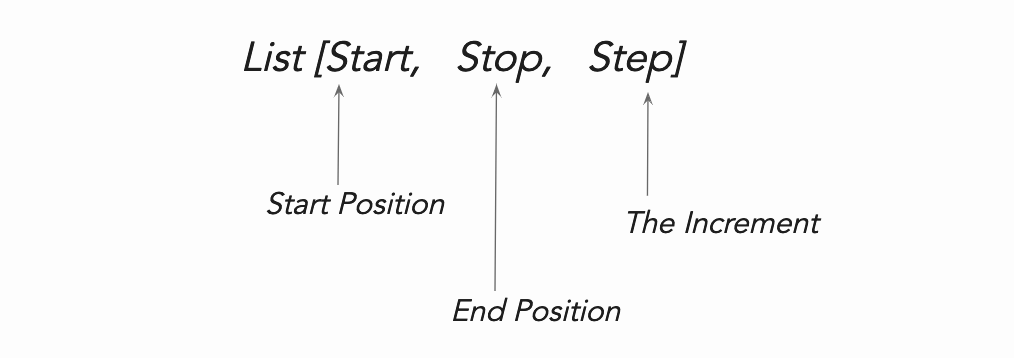 List [Start, Stop, Step]
Start Position
The Increment
End Position